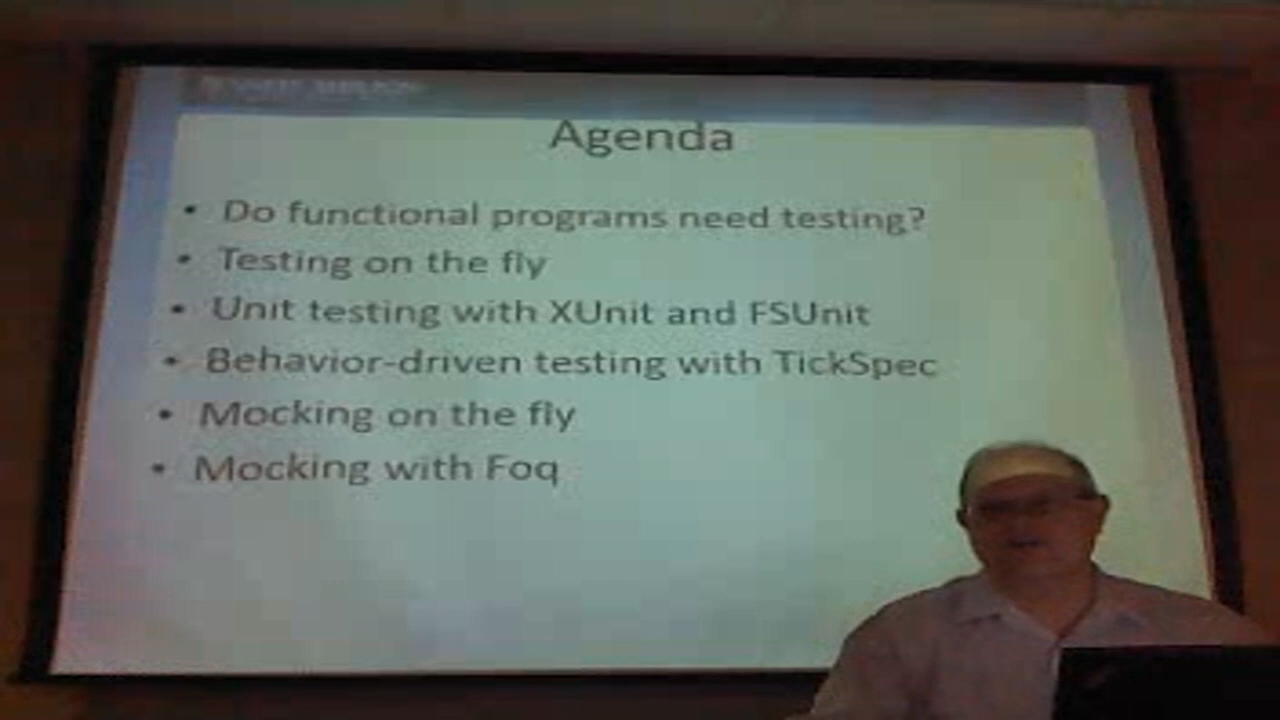 Agenda
• Do functional programs need testing?
• Testing on the fly
• Unit testing with XUnit and FSUnit
• Behavior-driven testing with TickSpec
• Mocking on the fly
• Mocking with Foq